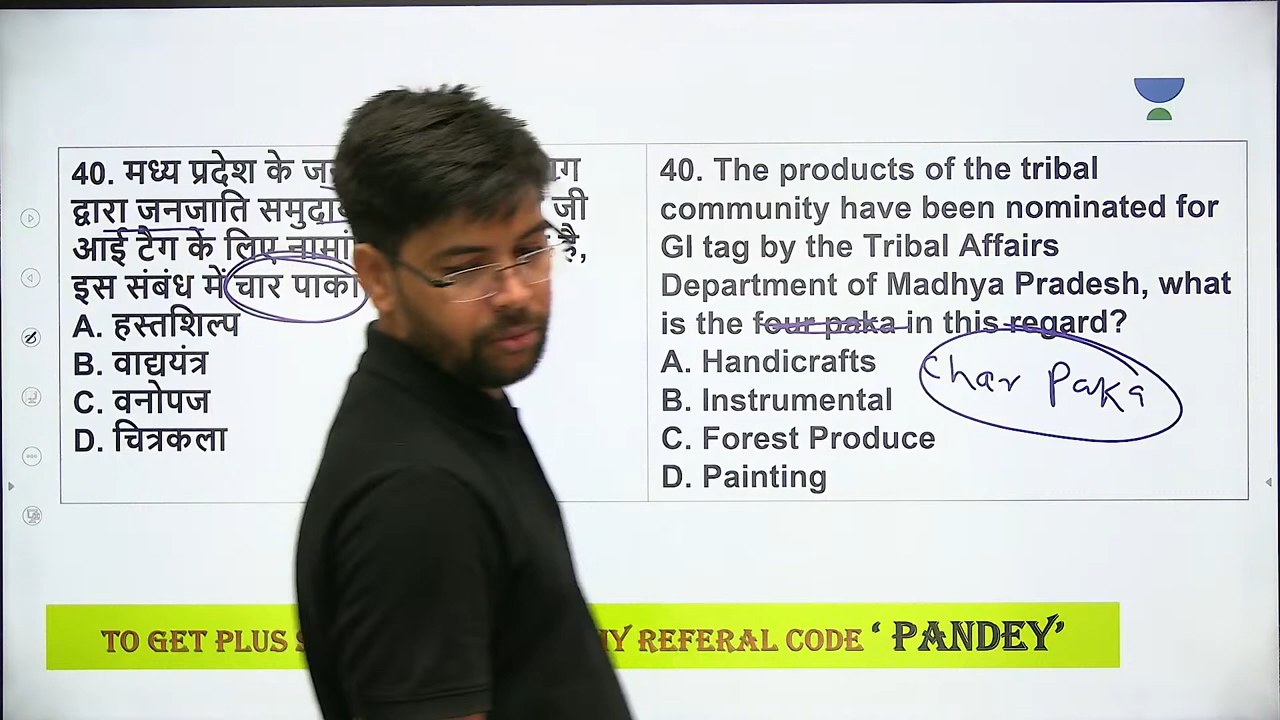 40. मध्य प्रदेश के
द्वारा जनजाति जी
आई टैग के लिए है,
इस संबंध में चार पाका
A. हस्तशिल्प
B. वाद्ययंत्र
C. वनोपज
D. चित्रकला
40. The products of the tribal
community have been nominated for
GI tag by the Tribal Affairs
Department of Madhya Pradesh, what
is the four paka in this regard?
A. Handicrafts
B. Instrumental
C. Forest Produce
D. Painting
char paka
TO GET PLUS REFERAL CODE ‘ PANDEY’